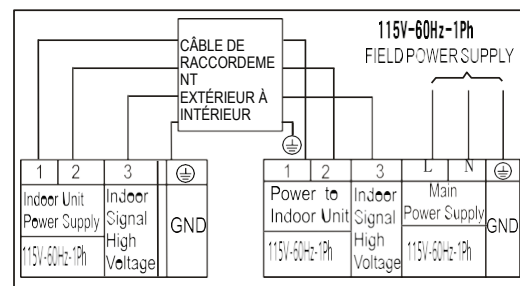 115V-60Hz-1Ph
FIELD POWER SUPPLY
CÂBLE DE
RACCORDEME
NT
EXTÉRIEUR À
INTÉRIEUR
1 2 3
Indoor Unit
Power Supply
115V-60Hz-1Ph
Indoor
Signal
High
Voltage
GND
1 2 3 L N
Power to
Indoor Unit
115V-60Hz-1Ph
Indoor
Signal
High
Voltage
Main
Power Supply
115V-60Hz-1Ph
GND